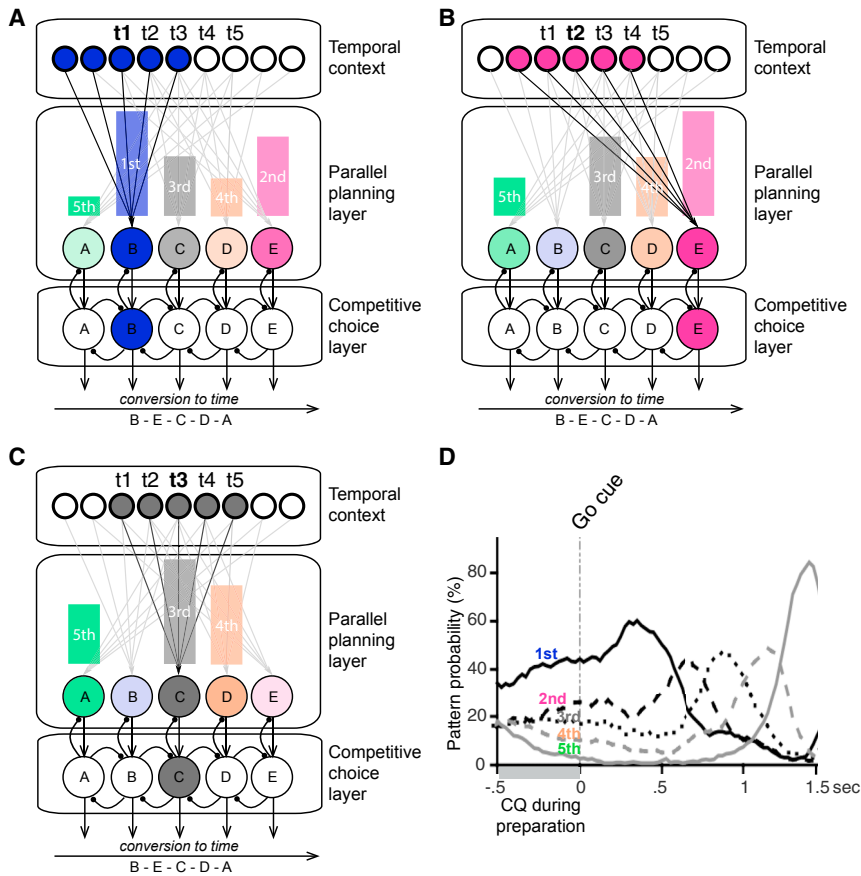 A
t1 t2 t3 t4 t5
Temporal
context
1st
2nd
3rd
4th
5th
Parallel
planning
layer
A B C D E
Competitive
choice
layer
A B C D E
conversion to time
B - E - C - D - A
B
t1 t2 t3 t4 t5
Temporal
context
2nd
3rd
4th
5th
Parallel
planning
layer
A B C D E
Competitive
choice
layer
A B C D E
conversion to time
B - E - C - D - A
C
t1 t2 t3 t4 t5
Temporal
context
3rd
4th
5th
Parallel
planning
layer
A B C D E
Competitive
choice
layer
A B C D E
conversion to time
B - E - C - D - A
D
Go cue
Pattern probability (%)
80
60
40
20
0
1st
2nd
3rd
4th
5th
-.5 0 .5 1 1.5 sec
CQ during
preparation